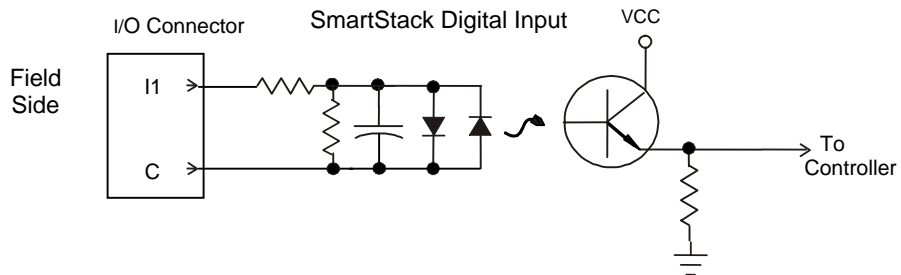 SmartStack Digital Input
I/O Connector
VCC
Field
Side
I1
C
To
Controller